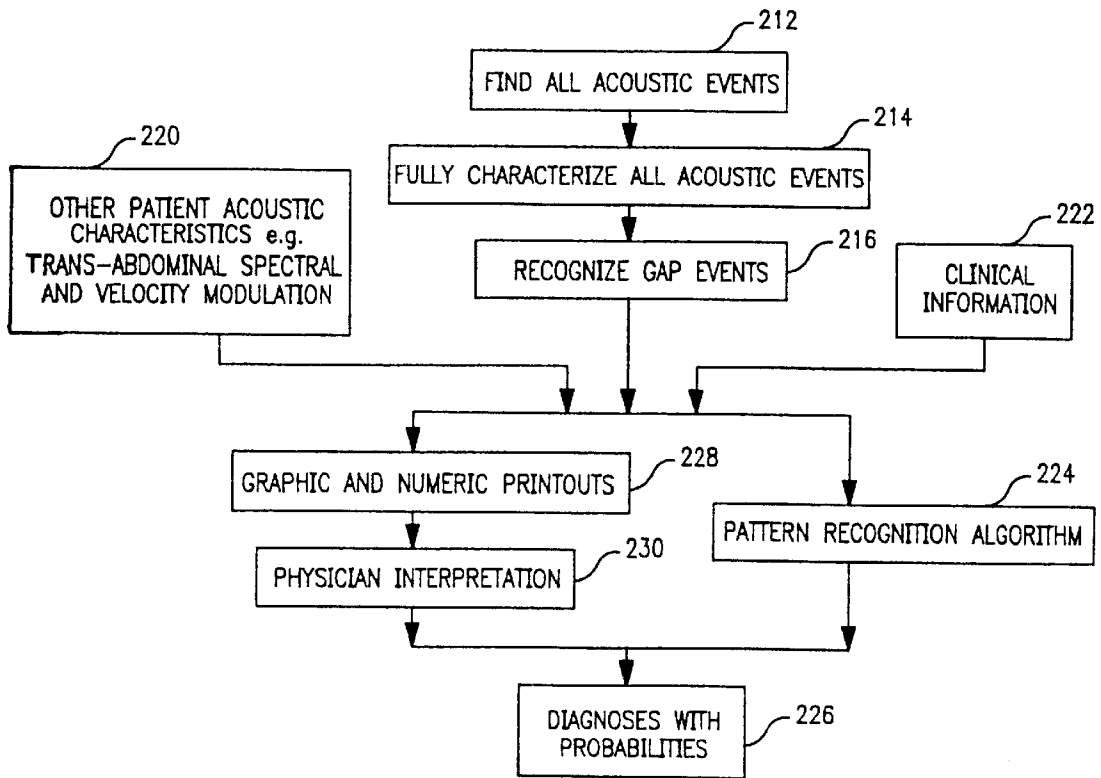 212
FIND ALL ACOUSTIC EVENTS
214
FULLY CHARACTERIZE ALL ACOUSTIC EVENTS
220
OTHER PATIENT ACOUSTIC
CHARACTERISTICS e.g.
TRANS-ABDOMINAL SPECTRAL
AND VELOCITY MODULATION
216
RECOGNIZE GAP EVENTS
222
CLINICAL
INFORMATION
GRAPHIC AND NUMERIC PRINTOUTS
228
224
PATTERN RECOGNITION ALGORITHM
PHYSICIAN INTERPRETATION
230
DIAGNOSES WITH
PROBABILITIES
226